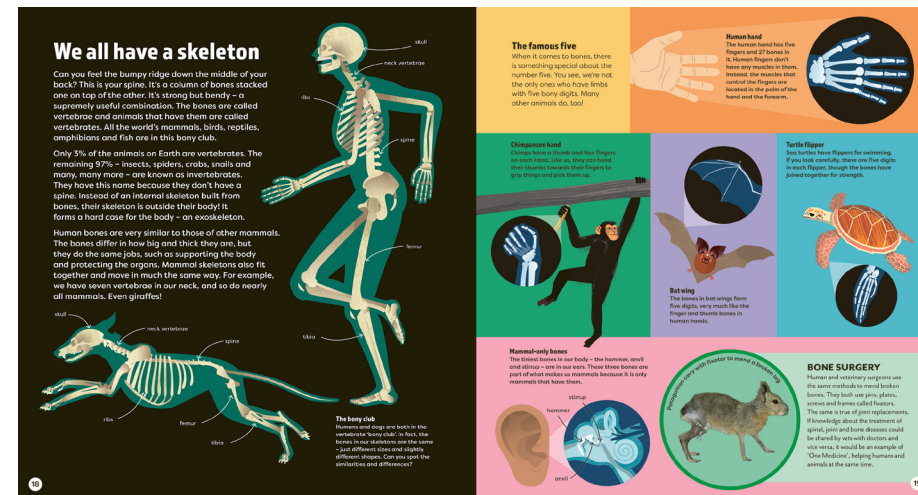 We all have a skeleton
Can you feel the bumpy ridge down the middle of your
back? This is your spine. It's a column of bones stacked
one on top of the other. It's strong but bendy – a
supremely useful combination. The bones are called
vertebrae and animals that have them are called
vertebrates. All the world's mammals, birds, reptiles,
amphibians and fish are in this bony club.
Only 3% of the animals on Earth are vertebrates. The
remaining 97% – insects, spiders, crabs, snails and
many, many more – are known as invertebrates.
They have this name because they don't have a
spine. Instead of an internal skeleton built from
bones, their skeleton is outside their body! It
forms a hard case for the body – an exoskeleton.
Human bones are very similar to those of other mammals.
The bones differ in how big and thick they are, but
they do the same jobs, such as supporting the body
and protecting the organs. Mammal skeletons also fit
together and move in much the same way. For example,
we have seven vertebrae in our neck, and so do nearly
all mammals. Even giraffes!
skull
neck vertebrae
ribs
spine
femur
tibia
skull
neck vertebrae
spine
ribs
femur
tibia
The bony club
Humans and dogs are both in the
vertebrate 'bony club'. In fact, the
bones in our skeletons are the same
– just different sizes and slightly
different shapes. Can you spot the
similarities and differences?
18
The famous five
When it comes to bones, there
is something special about the
number five. You see, we're not
the only ones who have limbs
with five bony digits. Many
other animals do, too!
Human hand
The human hand has five
fingers and 27 bones in
it. Human fingers don't
have any muscles in them.
Instead, the muscles that
control the fingers are
located in the palm of the
hand and the forearm.
Chimpanzee hand
Chimps have a thumb and four fingers
on each hand. Like us, they can bend
their thumbs towards their fingers to
grip things and pick them up.
Bat wing
The bones in bat wings form
five digits, very much like the
finger and thumb bones in
human hands.
Turtle flipper
Sea turtles have flippers for swimming.
If you look carefully, there are five digits
in each flipper, though the bones have
joined together for strength.
Mammal-only bones
The tiniest bones in our body – the hammer, anvil
and stirrup – are in our ears. These three bones are
part of what makes us mammals because it is only
mammals that have them.
stirrup
hammer
anvil
Patagonian cavy with fixator to mend a broken leg
BONE SURGERY
Human and veterinary surgeons use
the same methods to mend broken
bones. They both use pins, plates,
screws and frames called fixators.
The same is true of joint replacements.
If knowledge about the treatment of
spinal, joint and bone diseases could
be shared by vets with doctors and
vice versa, it would be an example of
'One Medicine', helping humans and
animals at the same time.